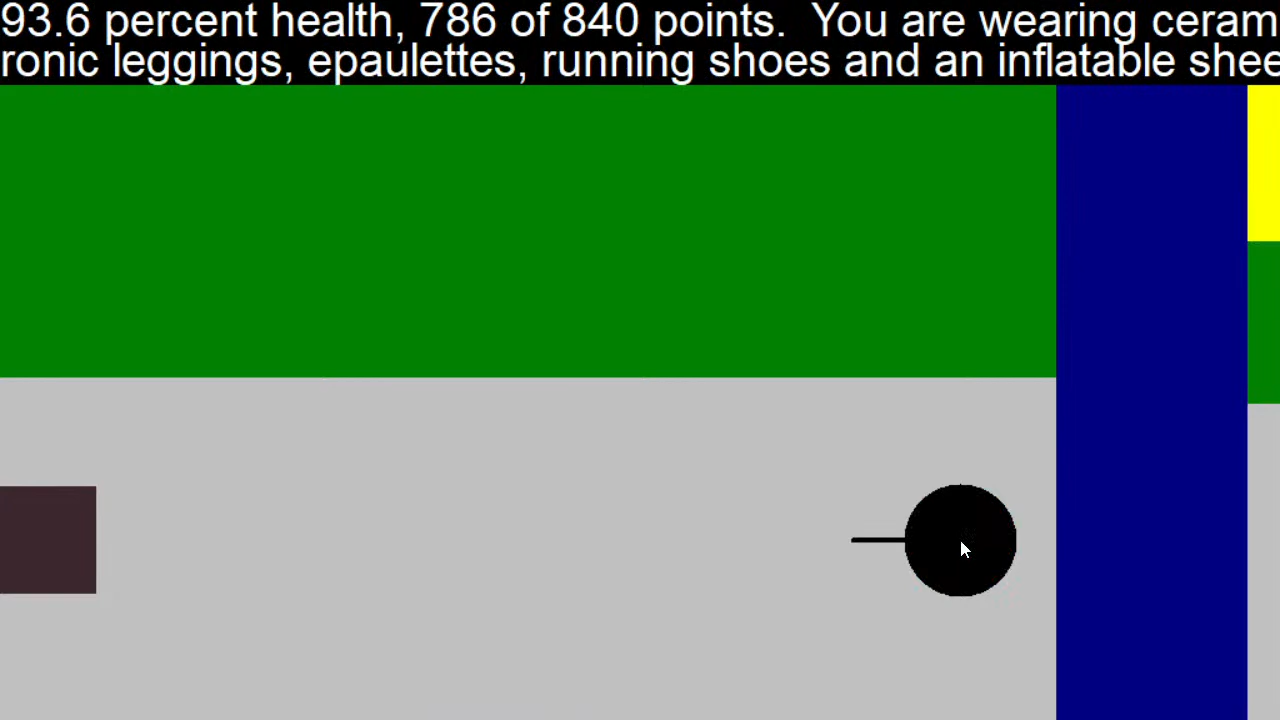 93.6 percent health, 786 of 840 points.  You are wearing ceram
ronic leggings, epaulettes, running shoes and an inflatable shee